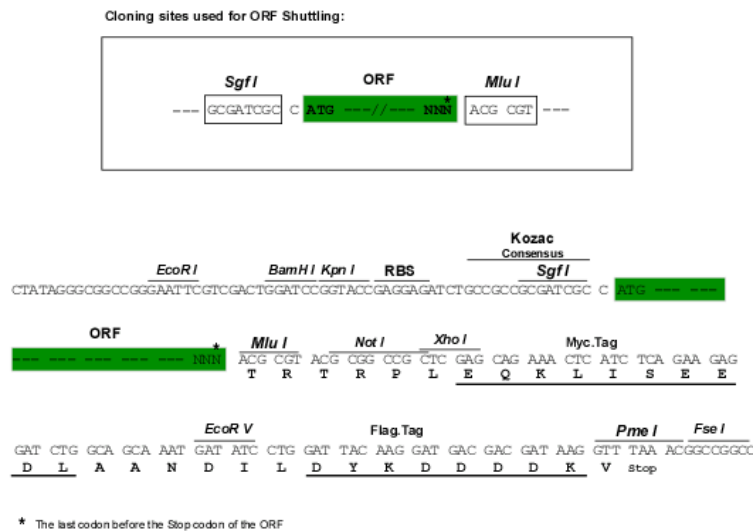 Cloning sites used for ORF Shuttling:
Sgf I ORF Mlu I
--- GCGATCGC C ATG ---//--- NNN* ACG CGT ---
Kozac
Consensus
EcoR I BamH I Kpn I RBS Sgf I
CTATAGGGCGGCCGGGAATTCGTCGACTGGATCCGGTACCGAGGAGATCTGCCGCCGCGATCGC C ATG --- ---
ORF
Mlu I Not I Xho I Myc.Tag
--- --- --- --- --- --- NNN* ACG CGT ACG CGG CCG CTC GAG CAG AAA CTC ATC TCA GAA GAG
T R T R P L E Q K L I S E E
EcoR V Flag.Tag Pme I Fse I
GAT CTG GCA GCA AAT GAT ATC CTG GAT TAC AAG GAT GAC GAC GAT AAG GTT TAA ACGGCCGGCC
D L A A N D I L D Y K D D D D K V Stop
* The last codon before the Stop codon of the ORF